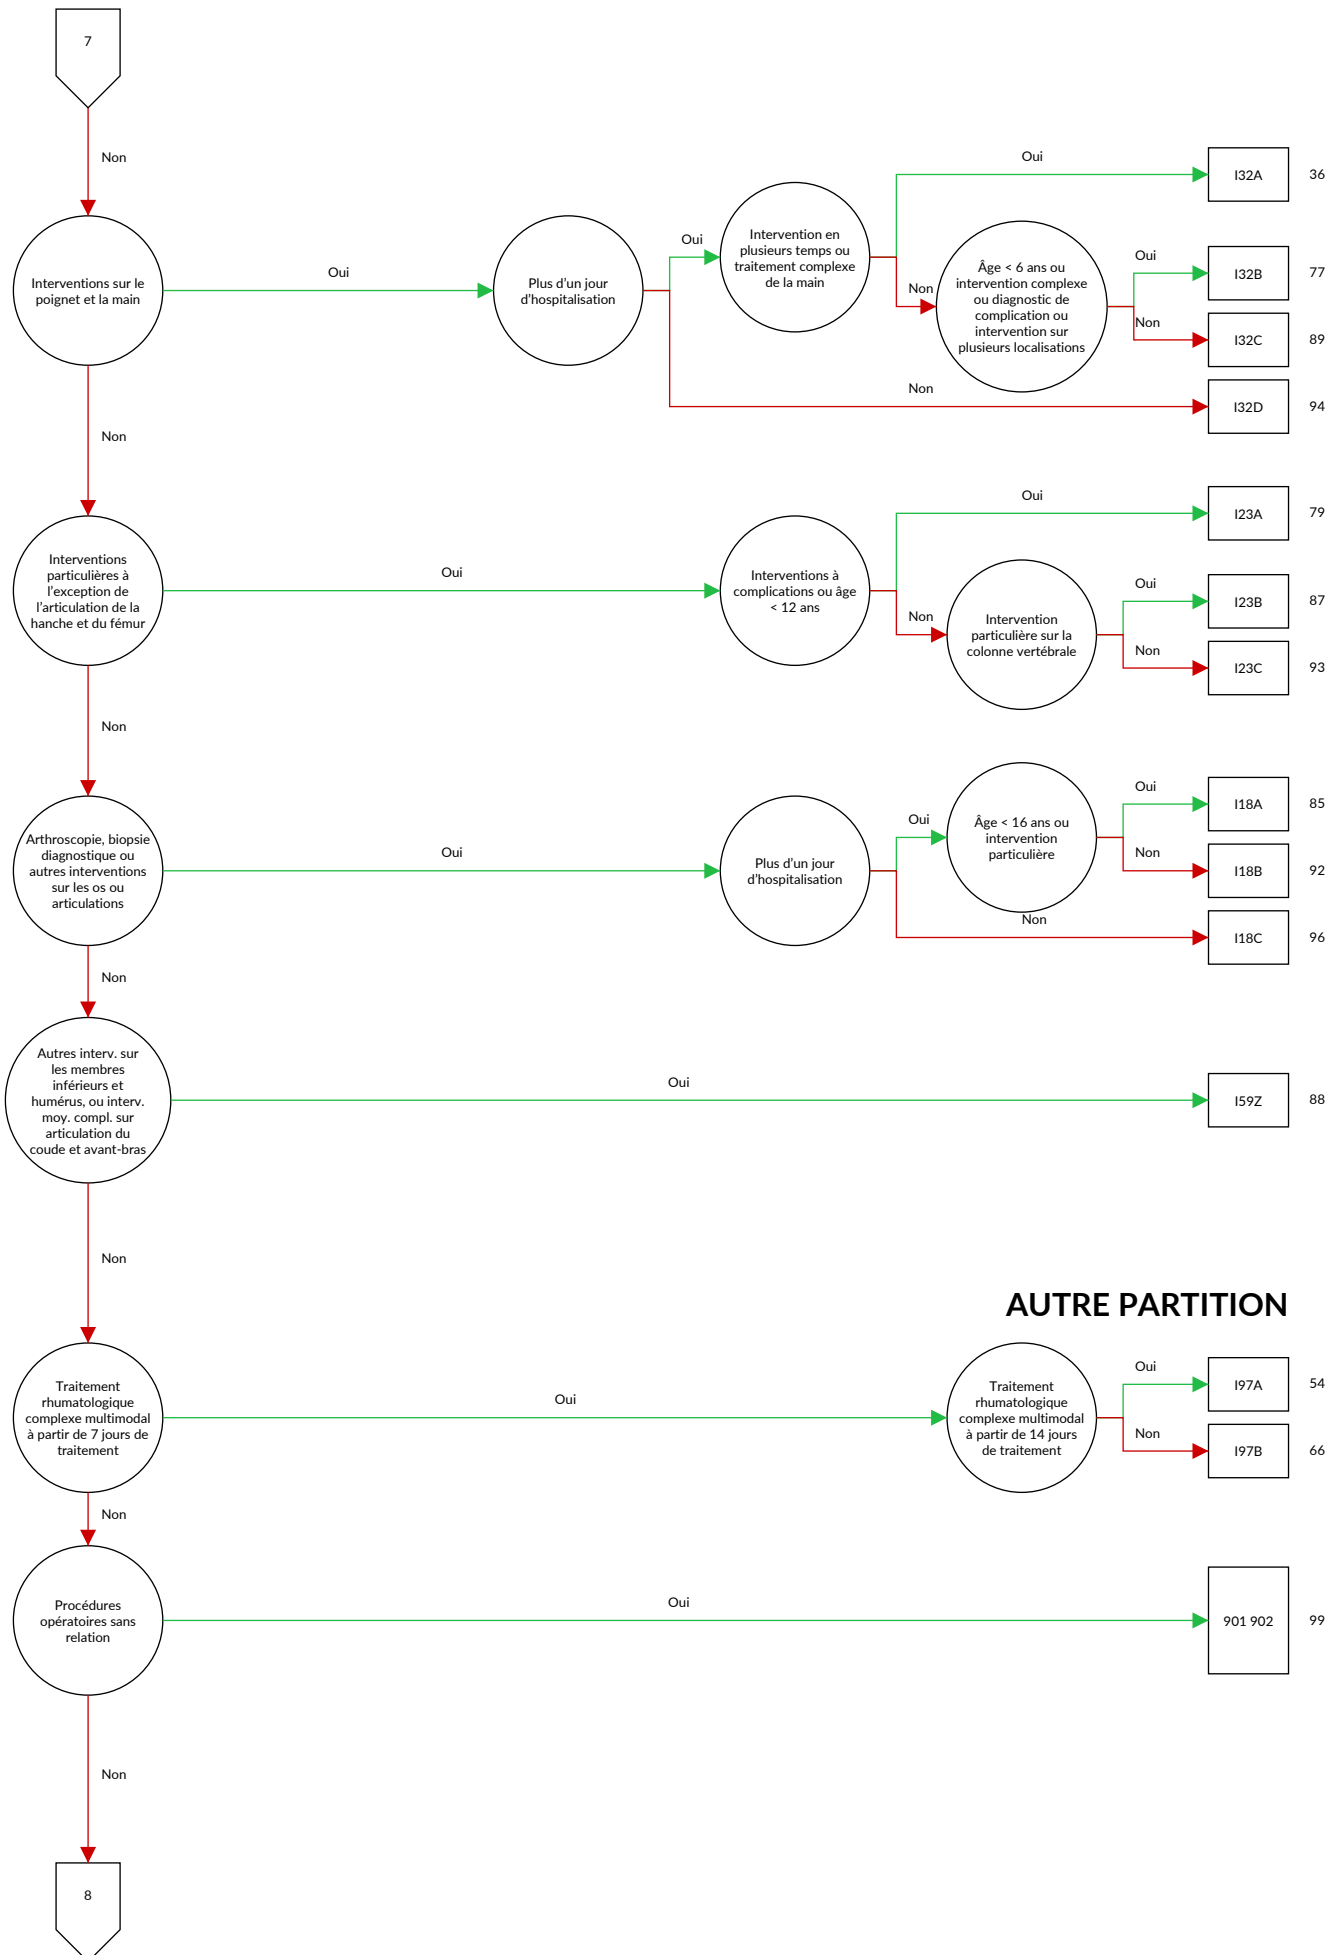 7
Non
Interventions sur le
poignet et la main
Oui
Plus d'un jour
d'hospitalisation
Oui
Intervention en
plusieurs temps ou
traitement complexe
de la main
Oui
I32A
36
Non
Âge < 6 ans ou
intervention complexe
ou diagnostic de
complication ou
intervention sur
plusieurs localisations
Oui
I32B
77
Non
I32C
89
Non
I32D
94
Non
Interventions
particulières à
l'exception de
l'articulation de la
hanche et du fémur
Oui
Interventions à
complications ou âge
< 12 ans
Oui
I23A
79
Non
Intervention
particulière sur la
colonne vertébrale
Oui
I23B
87
Non
I23C
93
Non
Arthroscopie, biopsie
diagnostique ou
autres interventions
sur les os ou
articulations
Oui
Plus d'un jour
d'hospitalisation
Oui
Âge < 16 ans ou
intervention
particulière
Oui
I18A
85
Non
I18B
92
Non
I18C
96
Non
Autres interv. sur
les membres
inférieurs et
humérus, ou interv.
moy. compl. sur
articulation du
coude et avant-bras
Oui
I59Z
88
Non
AUTRE PARTITION
Traitement
rhumatologique
complexe multimodal
à partir de 7 jours de
traitement
Oui
Traitement
rhumatologique
complexe multimodal
à partir de 14 jours
de traitement
Oui
I97A
54
Non
I97B
66
Non
Procédures
opératoires sans
relation
Oui
901 902
99
Non
8